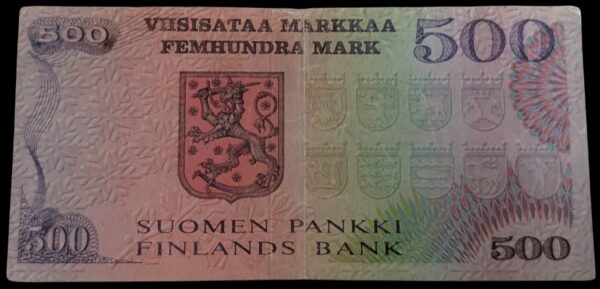 500
VIISISATAA MARKKAA
FEMHUNDRA MARK
500
SUOMEN PANKKI
FINLANDS BANK
500
500